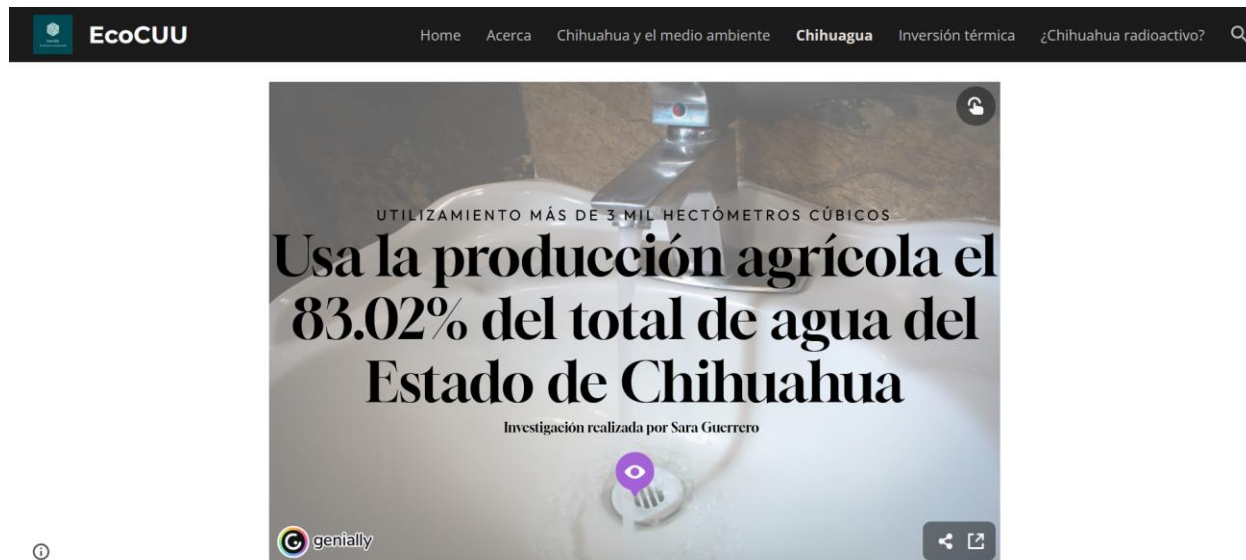 EcoCUU
Home Acerca Chihuahua y el medio ambiente Chihuagua Inversión térmica ¿Chihuahua radioactivo?
UTILIZAMIENTO MÁS DE 3 MIL HECTÓMETROS CÚBICOS
Usa la producción agrícola el
83.02% del total de agua del
Estado de Chihuahua
Investigación realizada por Sara Guerrero
genially